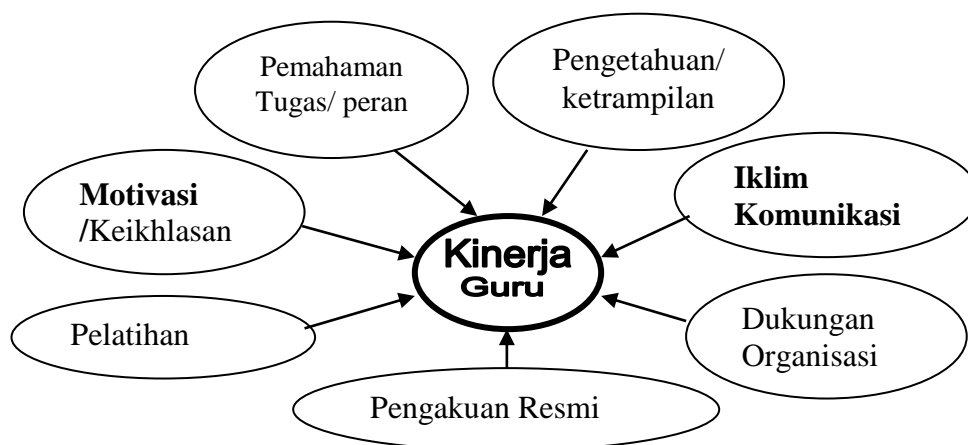 Pemahaman
Tugas/ peran
Pengetahuan/
ketrampilan
Motivasi
/Keikhlasan
Iklim
Komunikasi
Kinerja
Guru
Pelatihan
Dukungan
Organisasi
Pengakuan Resmi